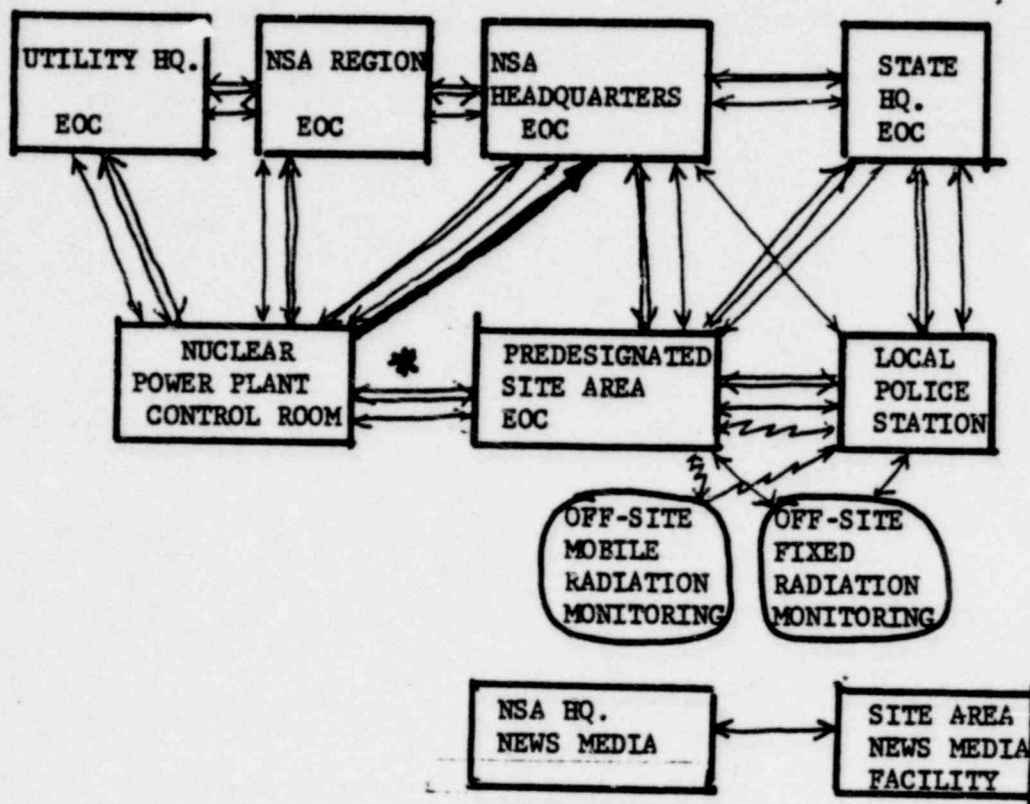 UTILITY HQ.
EOC
NSA REGION
EOC
NSA
HEADQUARTERS
EOC
STATE
HQ.
EOC
NUCLEAR
POWER PLANT
CONTROL ROOM
*
PREDESIGNATED
SITE AREA
EOC
LOCAL
POLICE
STATION
OFF-SITE
MOBILE
RADIATION
MONITORING
OFF-SITE
FIXED
RADIATION
MONITORING
NSA HQ.
NEWS MEDIA
SITE AREA
NEWS MEDIA
FACILITY